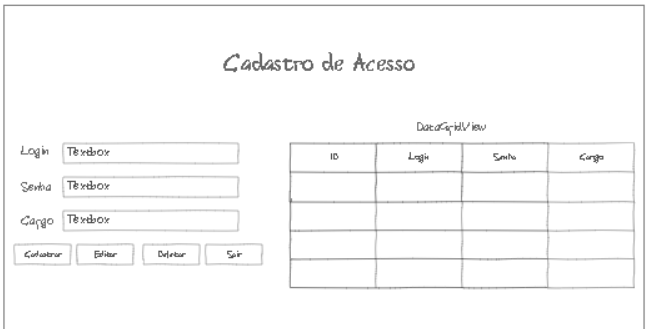 Cadastro de Acesso
DataGridView
Login Textbox
Senha Textbox
Cargo Textbox
Cadastrar Editar Deletar Sair
ID Login Senha Cargo